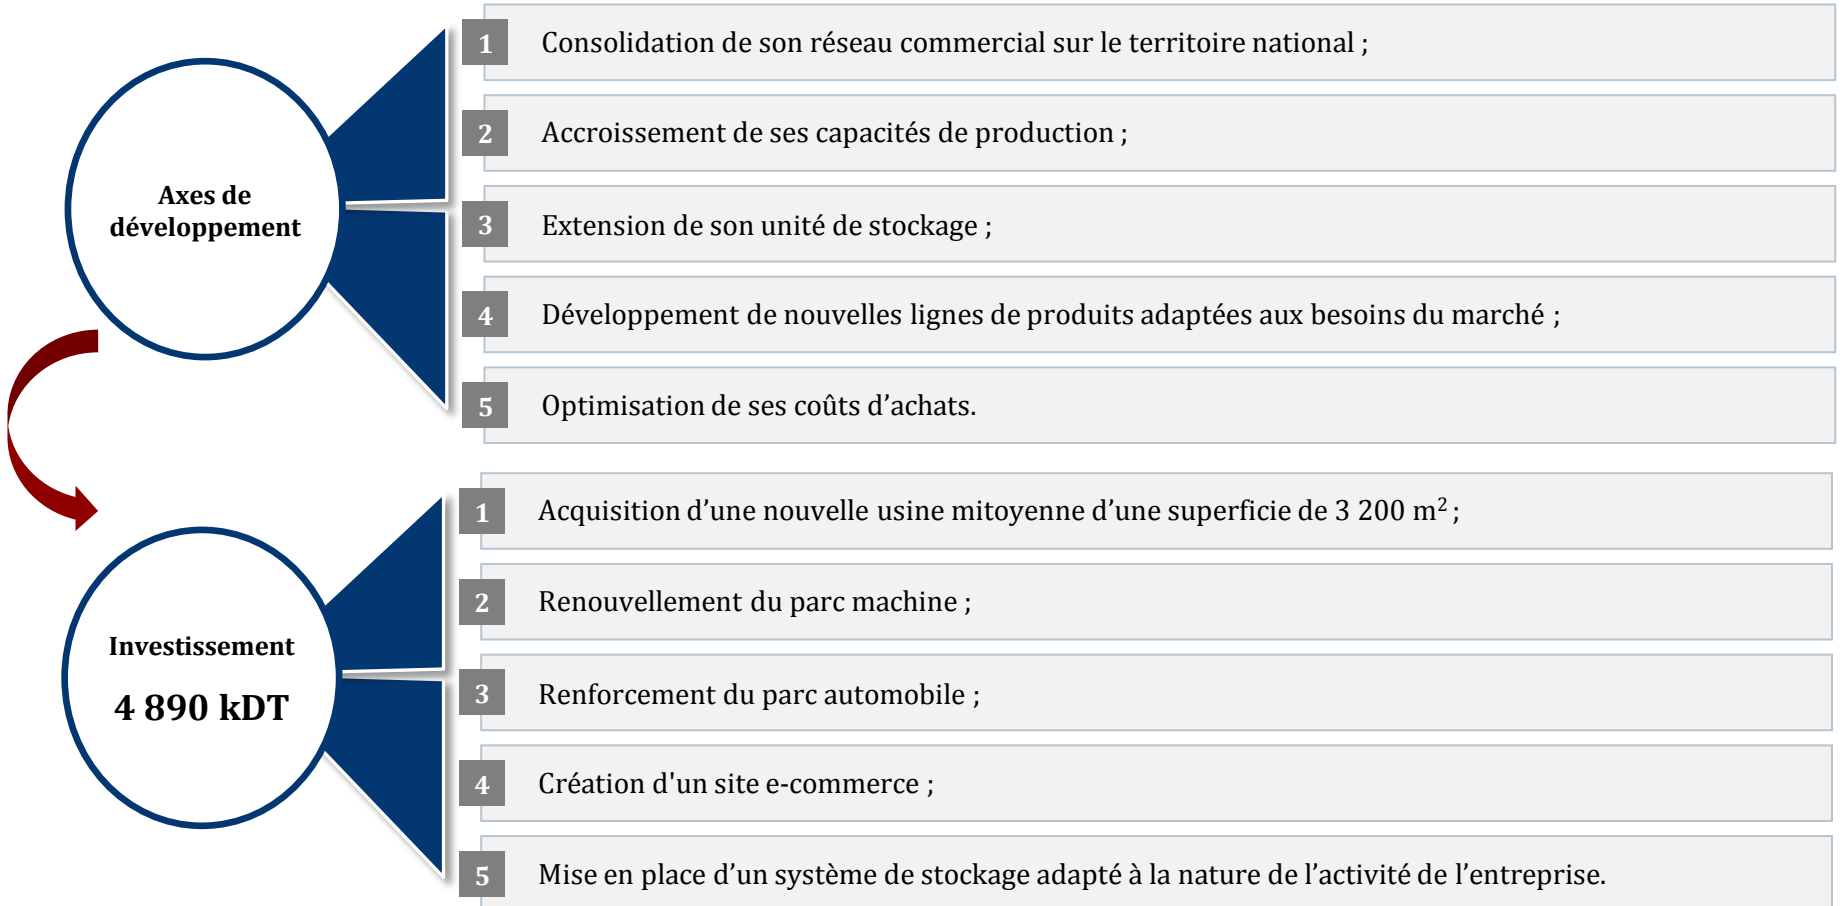 Axes de
développement
1 Consolidation de son réseau commercial sur le territoire national ;
2 Accroissement de ses capacités de production ;
3 Extension de son unité de stockage ;
4 Développement de nouvelles lignes de produits adaptées aux besoins du marché ;
5 Optimisation de ses coûts d’achats.
Investissement
4 890 kDT
1 Acquisition d’une nouvelle usine mitoyenne d’une superficie de 3 200 m² ;
2 Renouvellement du parc machine ;
3 Renforcement du parc automobile ;
4 Création d'un site e-commerce ;
5 Mise en place d’un système de stockage adapté à la nature de l’activité de l’entreprise.